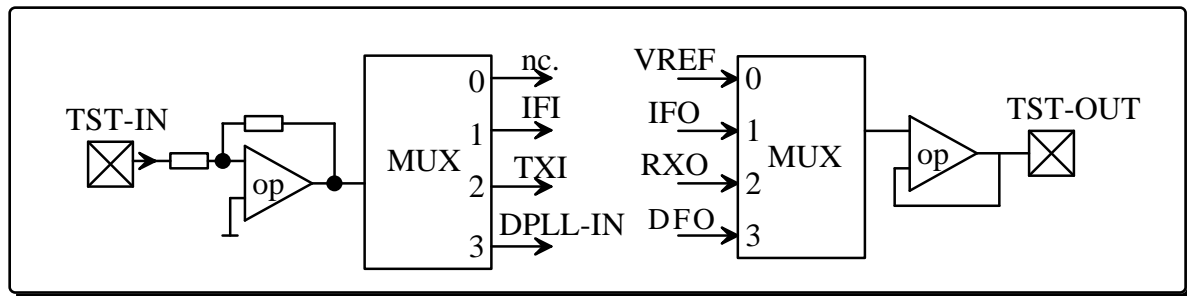 TST-IN
op
MUX
0 nc.
1 IFI
2 TXI
3 DPLL-IN
VREF 0
IFO 1
RXO 2
DFO 3
MUX
op
TST-OUT